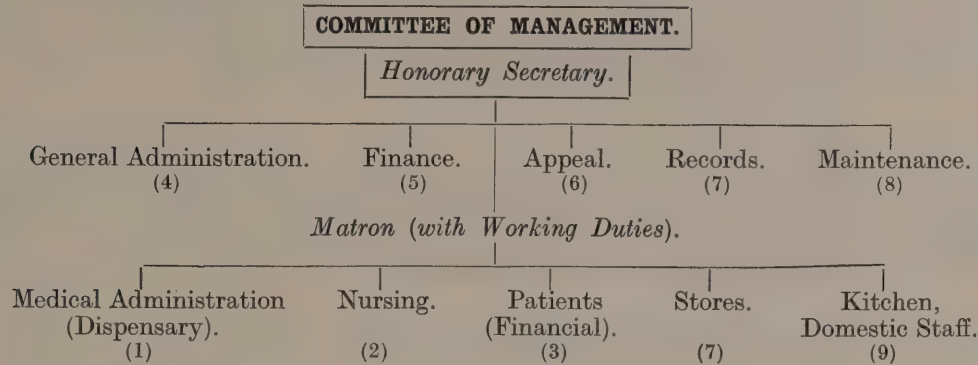 COMMITTEE OF MANAGEMENT.
Honorary Secretary.
General Administration. Finance. Appeal. Records. Maintenance.
(4) (5) (6) (7) (8)
Matron (with Working Duties).
Medical Administration Nursing. Patients Stores. Kitchen,
(Dispensary). (Financial). Domestic Staff.
(1) (2) (3) (7) (9)